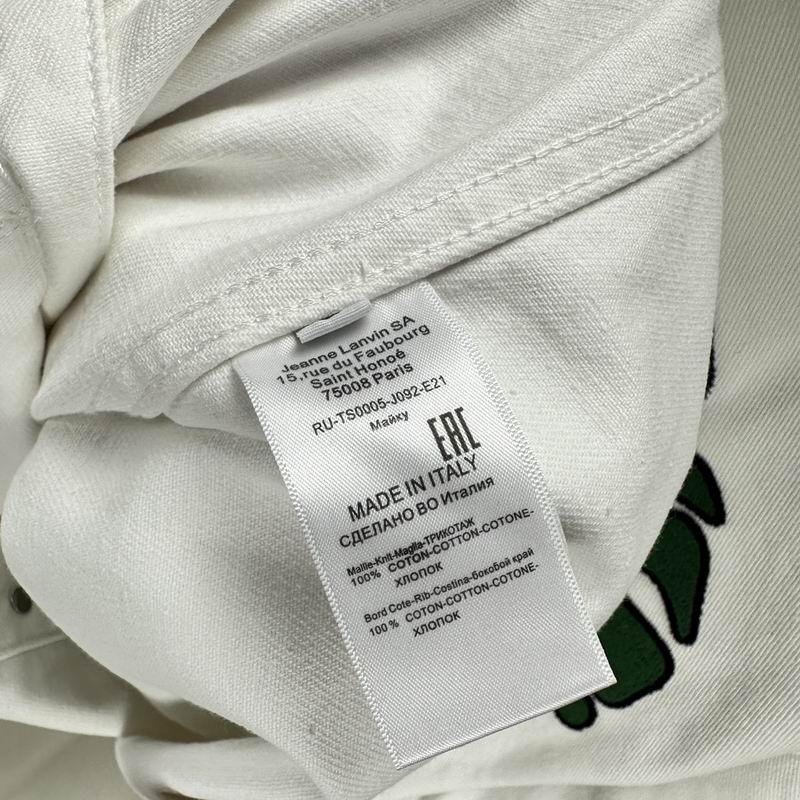 Jeanne Lanvin SA
15,rue du Faubourg
Saint Honoé
75008 Paris
RU-TS0005-J092-E21
Майку
EAC
MADE IN ITALY
СДЕЛАНО ВО Италия
Mallie-Knit-Maglia-ТРИКОТАЖ
100% COTON-COTTON-COTONE-
ХЛОПОК
Bord Cote-Rib-Costina-боковой край
100 % COTON-COTTON-COTONE-
ХЛОПОК